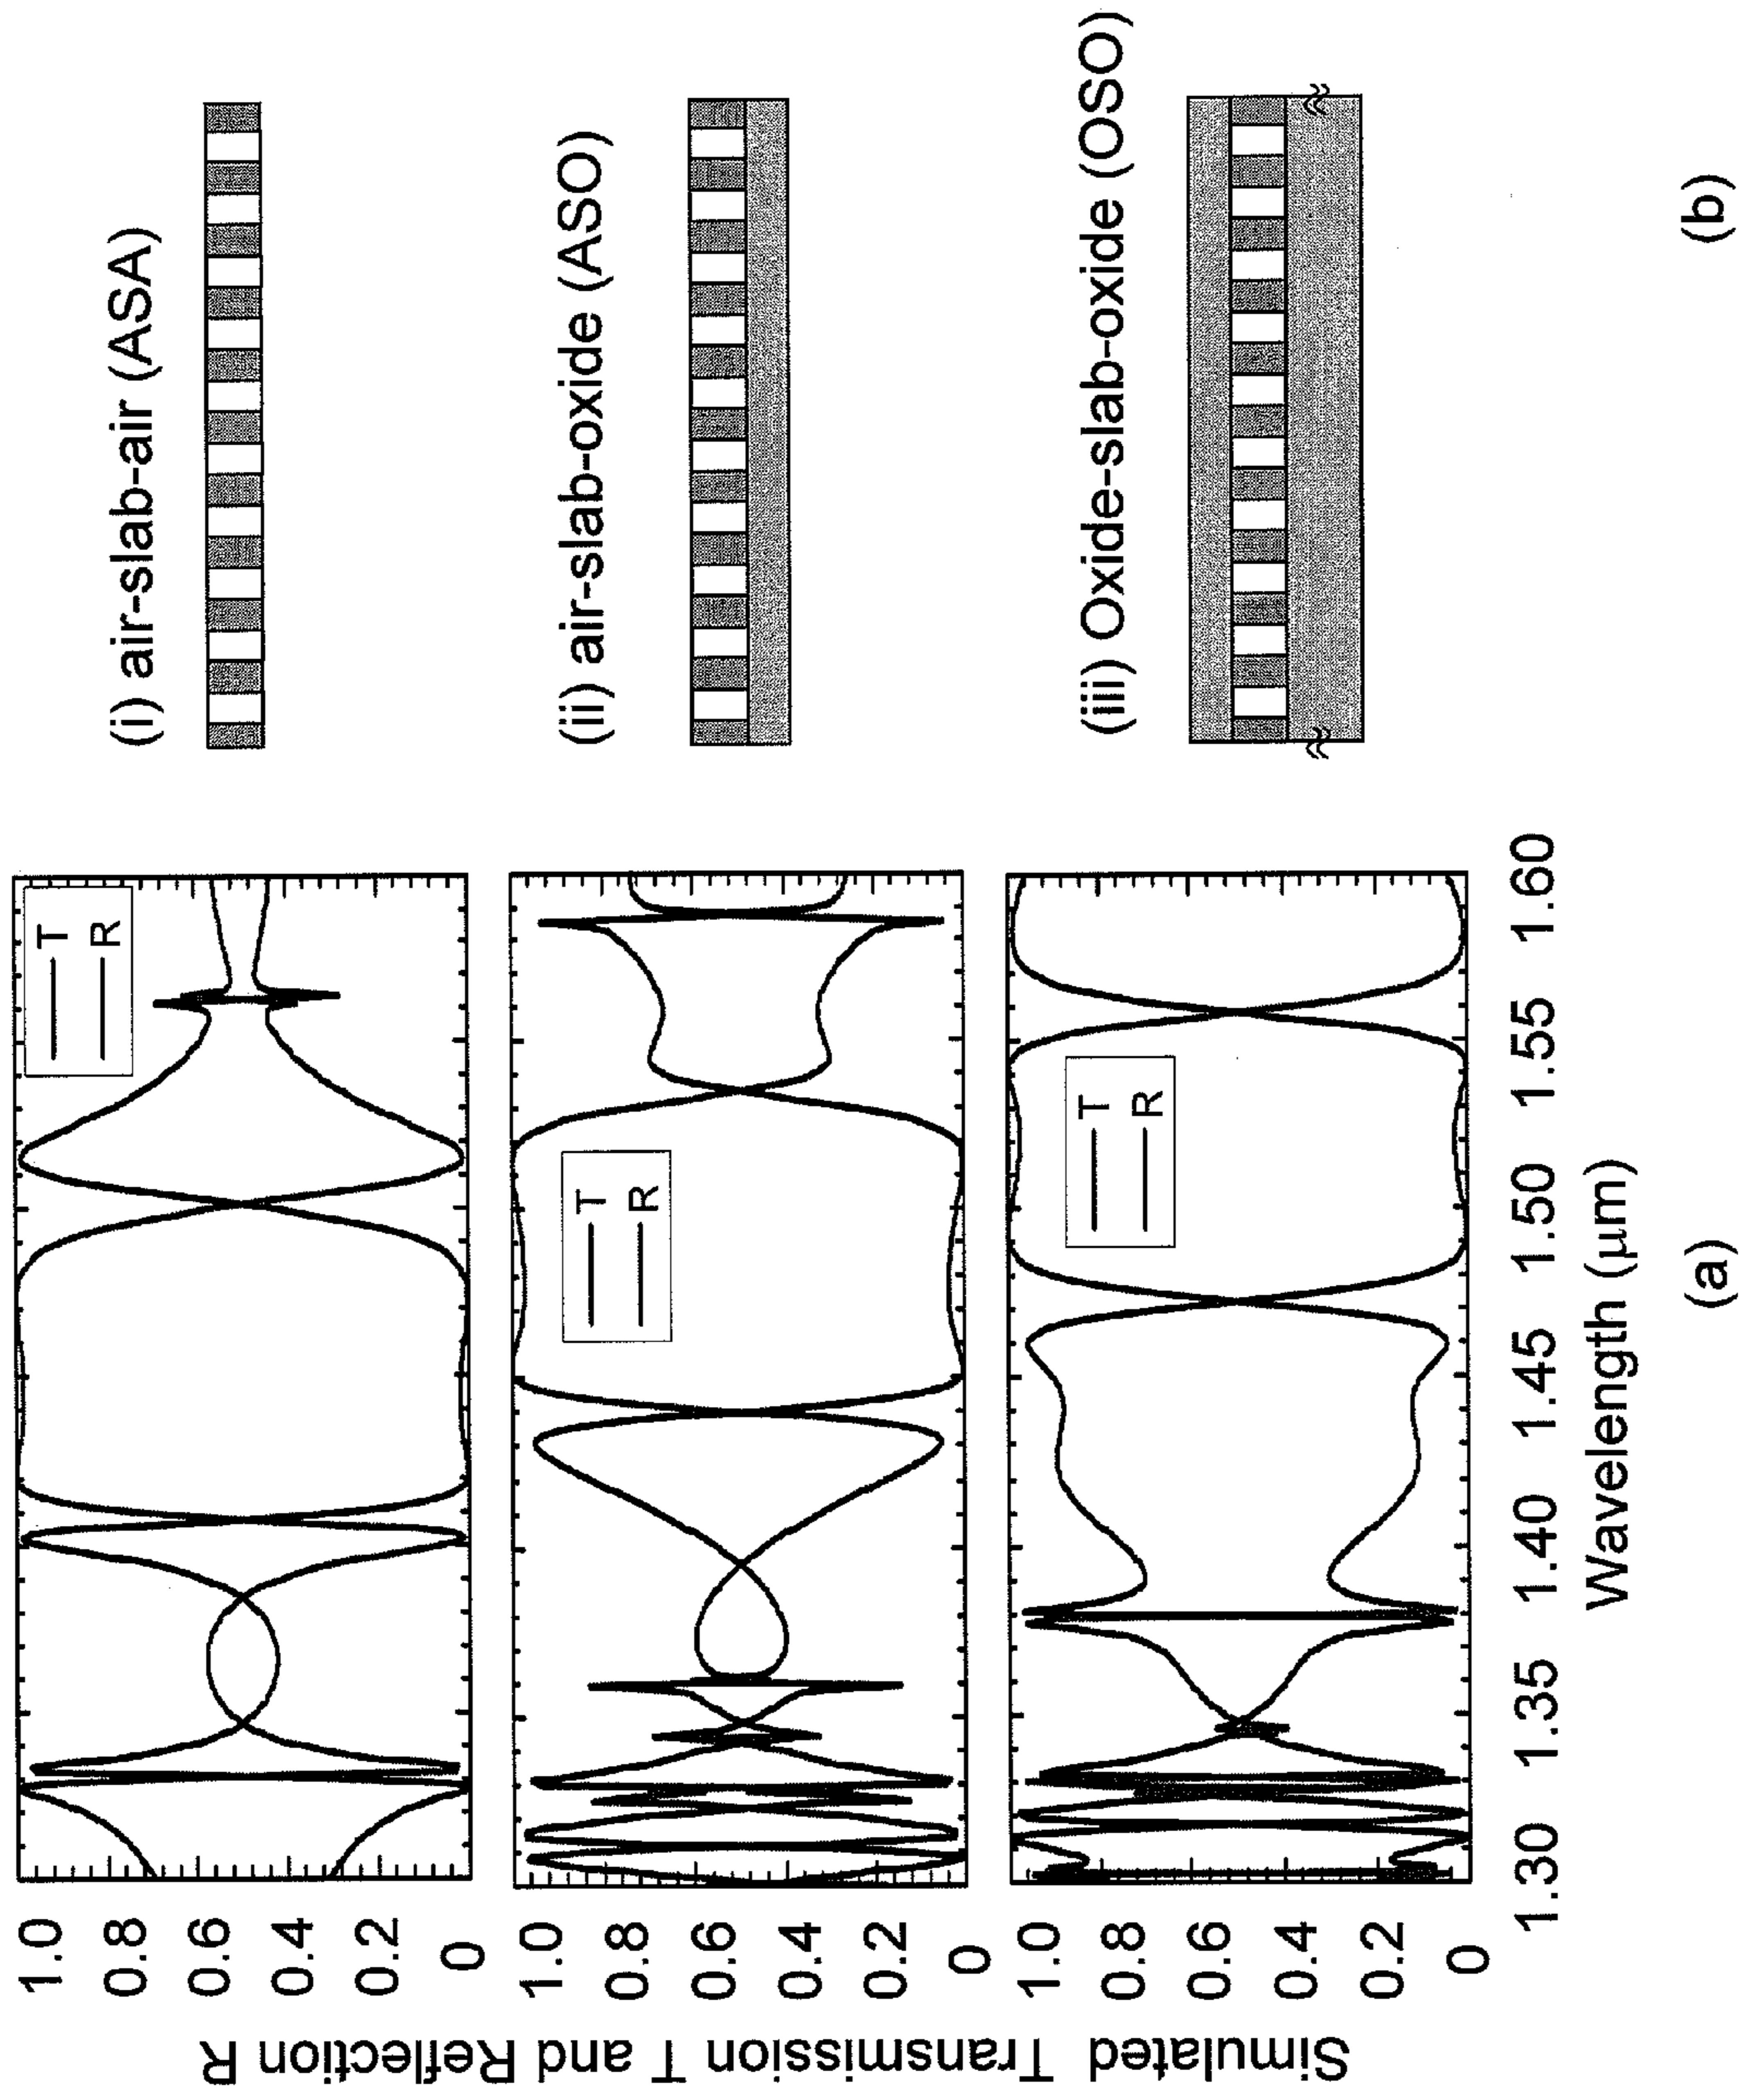 Simulated Transmission T and Reflection R
1.0
0.8
0.6
0.4
0.2
0
T
R
1.0
0.8
0.6
0.4
0.2
0
T
R
1.0
0.8
0.6
0.4
0.2
0
T
R
1.30
1.35
1.40
1.45
1.50
1.55
1.60
Wavelength (μm)
(a)
(i) air-slab-air (ASA)
(ii) air-slab-oxide (ASO)
(iii) Oxide-slab-oxide (OSO)
(b)